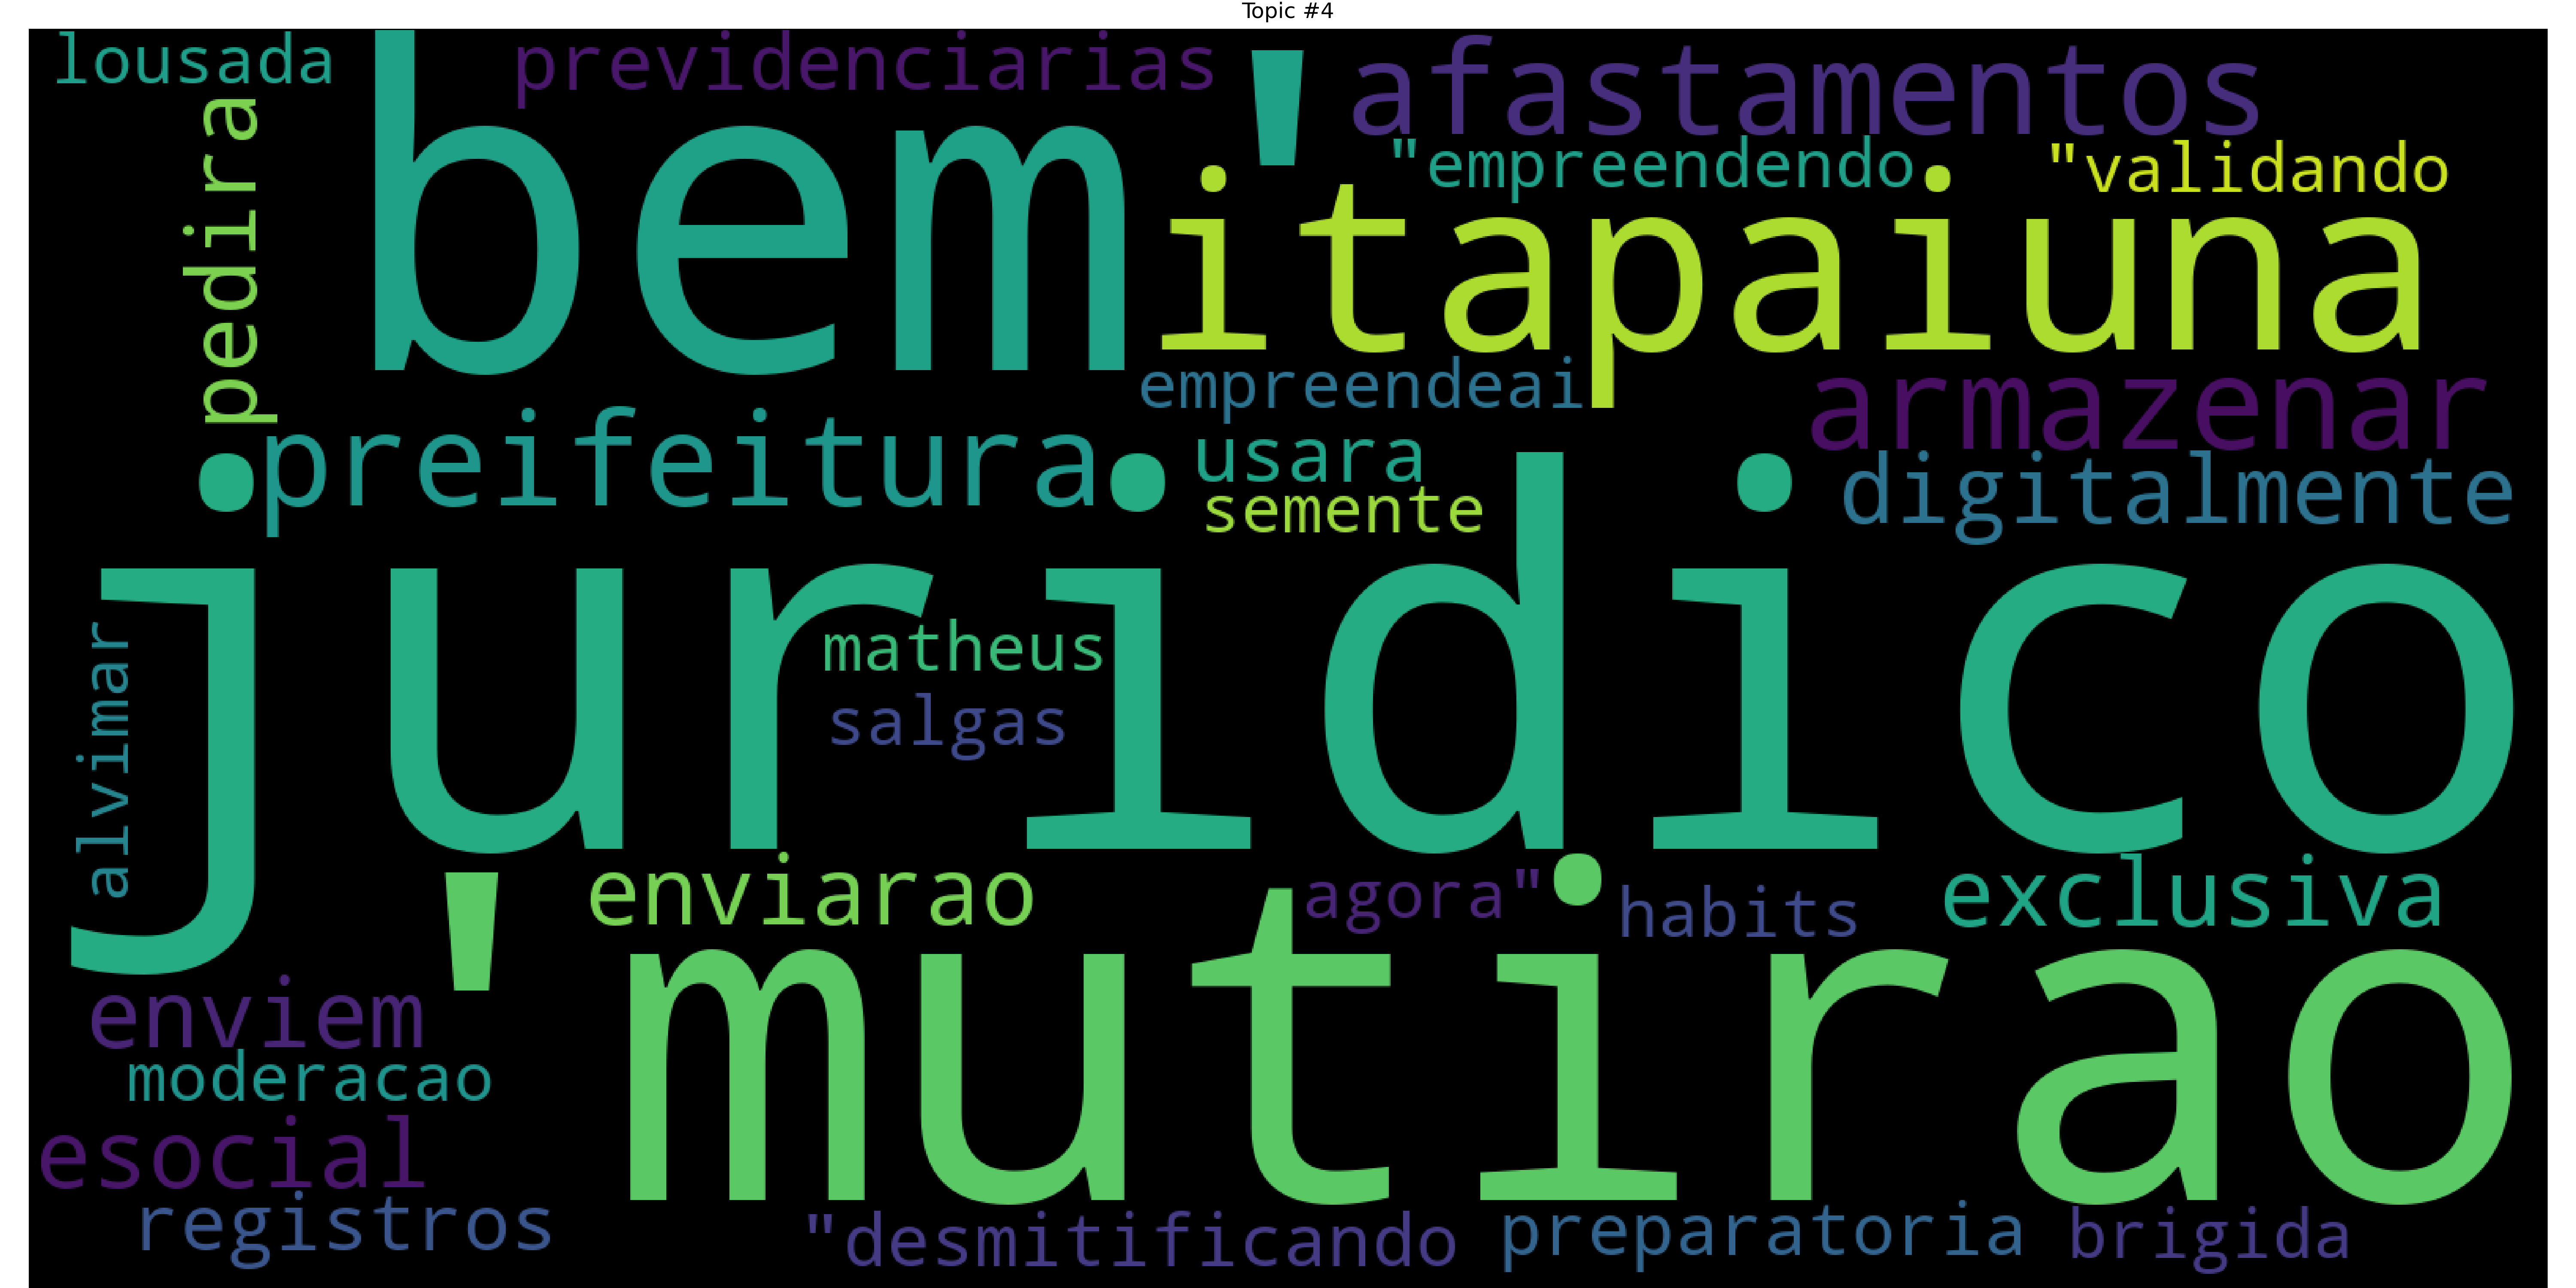 Topic #4
lousada
previdenciarias
afastamentos
pedira
bem'
"empreendendo
"validando
itapaiuna
empreendeai
armazenar
preifeitura
usara
semente
digitalmente
juridico
matheus
salgas
alvimar
enviarao
agora"
habits
exclusiva
'mutirao
enviem
moderacao
esocial
registros
"desmitificando
preparatoria
brigida